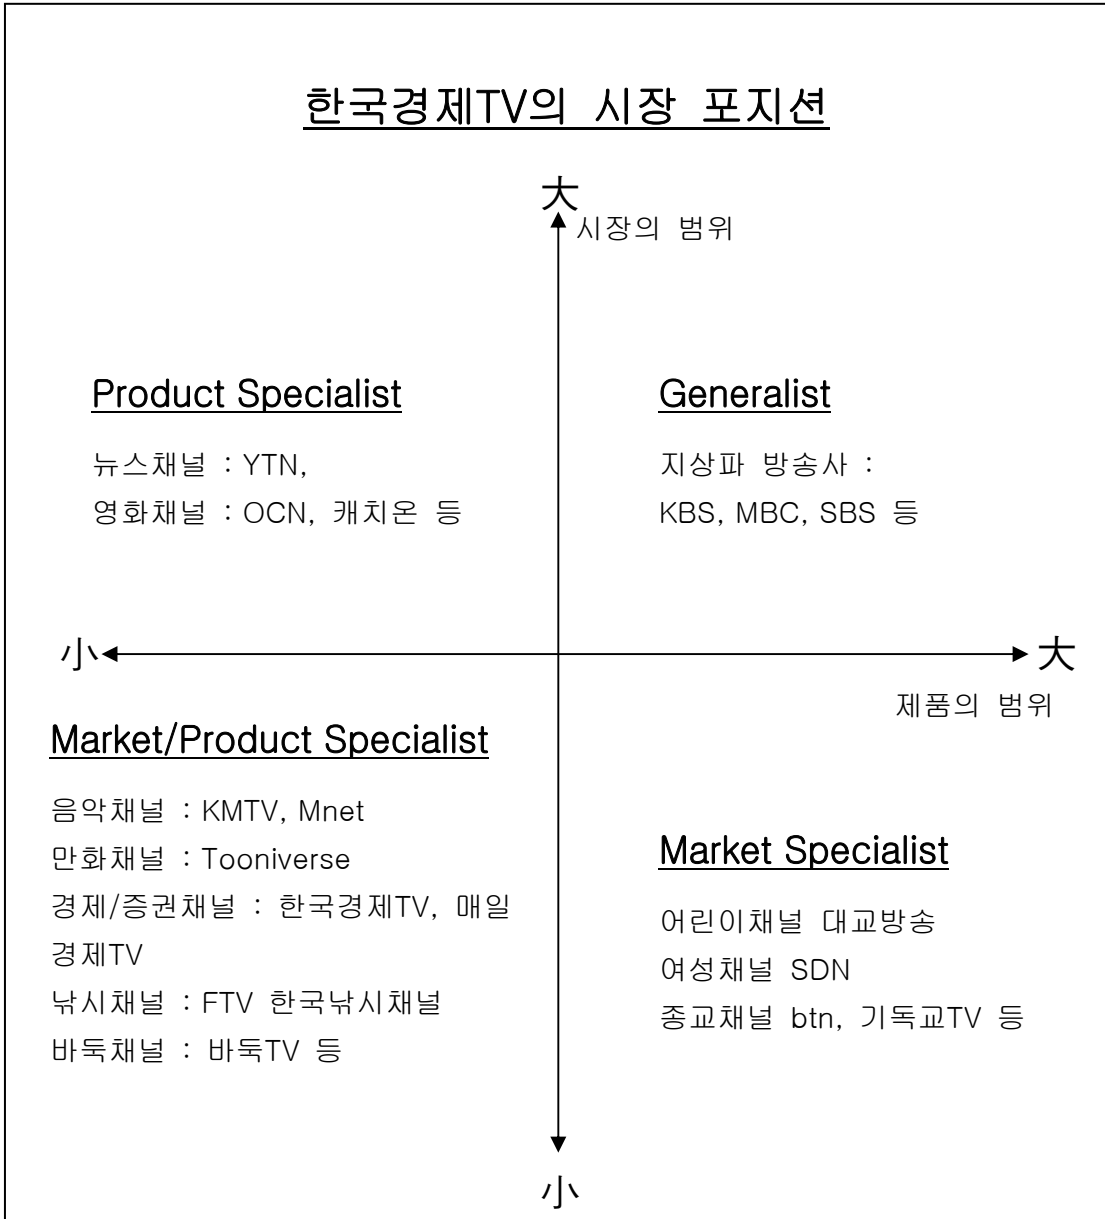 한국경제TV의 시장 포지션
大
시장의 범위
Product Specialist
뉴스채널 : YTN,
영화채널 : OCN, 캐치온 등
Generalist
지상파 방송사 :
KBS, MBC, SBS 등
小
大
제품의 범위
Market/Product Specialist
음악채널 : KMTV, Mnet
만화채널 : Tooniverse
경제/증권채널 : 한국경제TV, 매일
경제TV
낚시채널 : FTV 한국낚시채널
바둑채널 : 바둑TV 등
Market Specialist
어린이채널 대교방송
여성채널 SDN
종교채널 btn, 기독교TV 등
小